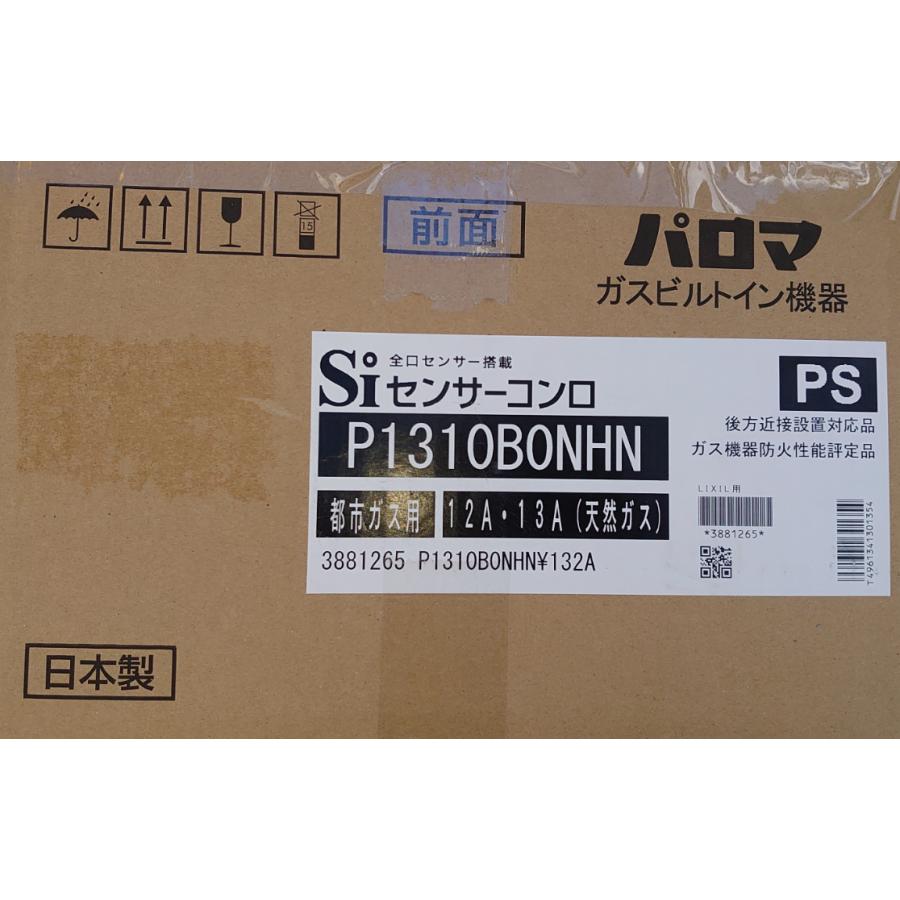 15
前面
パロマ
ガスビルトイン機器
Si 全口センサー搭載
センサーコンロ
PS
P1310B0NHN
後方近接設置対応品
ガス機器防火性能評定品
都市ガス用 12A・13A(天然ガス)
LIXIL用
*3881265*
3881265 P1310B0NHN¥132A
T4961341301354
日本製